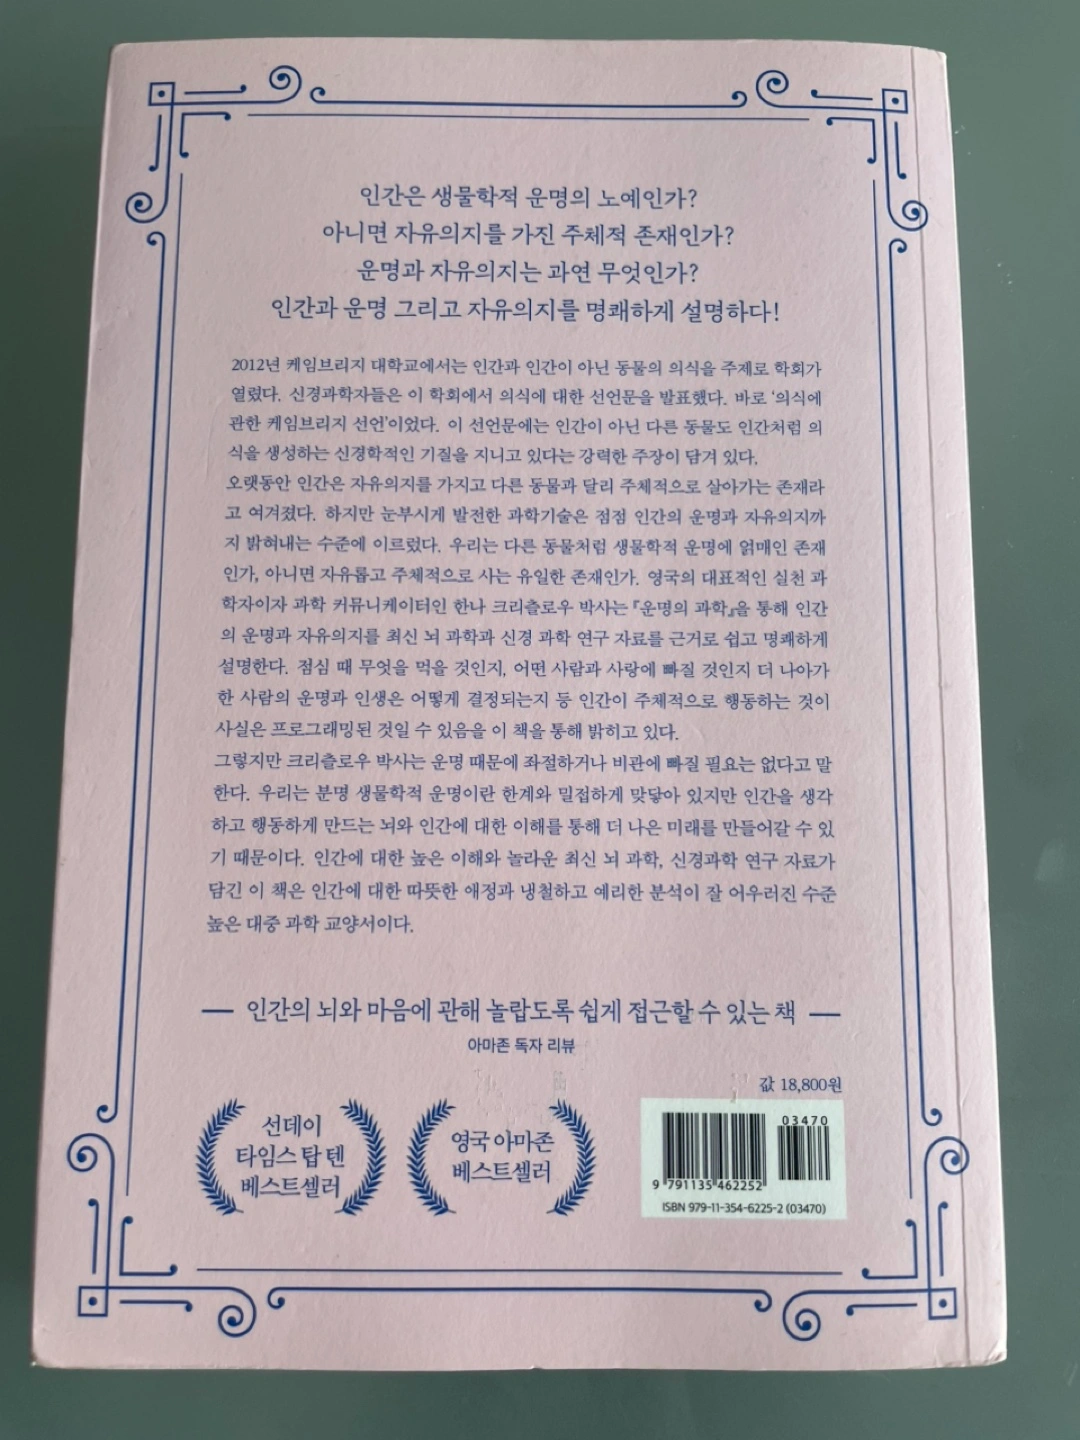 인간은 생물학적 운명의 노예인가?
아니면 자유의지를 가진 주체적 존재인가?
운명과 자유의지는 과연 무엇인가?
인간과 운명 그리고 자유의지를 명쾌하게 설명하다!
2012년 케임브리지 대학교에서는 인간과 인간이 아닌 동물의 의식을 주제로 학회가
열렸다. 신경과학자들은 이 학회에서 의식에 대한 선언문을 발표했다. 바로 ‘의식에
관한 케임브리지 선언’이었다. 이 선언문에는 인간이 아닌 다른 동물도 인간처럼 의
식을 생성하는 신경학적인 기질을 지니고 있다는 강력한 주장이 담겨 있다.
오랫동안 인간은 자유의지를 가지고 다른 동물과 달리 주체적으로 살아가는 존재라
고 여겨졌다. 하지만 눈부시게 발전한 과학기술은 점점 인간의 운명과 자유의지까
지 밝혀내는 수준에 이르렀다. 우리는 다른 동물처럼 생물학적 운명에 얽매인 존재
인가, 아니면 자유롭고 주체적으로 사는 유일한 존재인가. 영국의 대표적인 실천 과
학자이자 과학 커뮤니케이터인 한나 크리츨로우 박사는 『운명의 과학』을 통해 인간
의 운명과 자유의지를 최신 뇌 과학과 신경 과학 연구 자료를 근거로 쉽고 명쾌하게
설명한다. 점심 때 무엇을 먹을 것인지, 어떤 사람과 사랑에 빠질 것인지 더 나아가
한 사람의 운명과 인생은 어떻게 결정되는지 등 인간이 주체적으로 행동하는 것이
사실은 프로그래밍된 것일 수 있음을 이 책을 통해 밝히고 있다.
그렇지만 크리츨로우 박사는 운명 때문에 좌절하거나 비관에 빠질 필요는 없다고 말
한다. 우리는 분명 생물학적 운명이란 한계와 밀접하게 맞닿아 있지만 인간을 생각
하고 행동하게 만드는 뇌와 인간에 대한 이해를 통해 더 나은 미래를 만들어갈 수 있
기 때문이다. 인간에 대한 높은 이해와 놀라운 최신 뇌 과학, 신경과학 연구 자료가
담긴 이 책은 인간에 대한 따뜻한 애정과 냉철하고 예리한 분석이 잘 어우러진 수준
높은 대중 과학 교양서이다.
인간의 뇌와 마음에 관해 놀랍도록 쉽게 접근할 수 있는 책
아마존 독자 리뷰
값 18,800원
선데이
타임스 탑 텐
베스트셀러
영국 아마존
베스트셀러
03470
9 791135 462252
ISBN 979-11-354-6225-2 (03470)